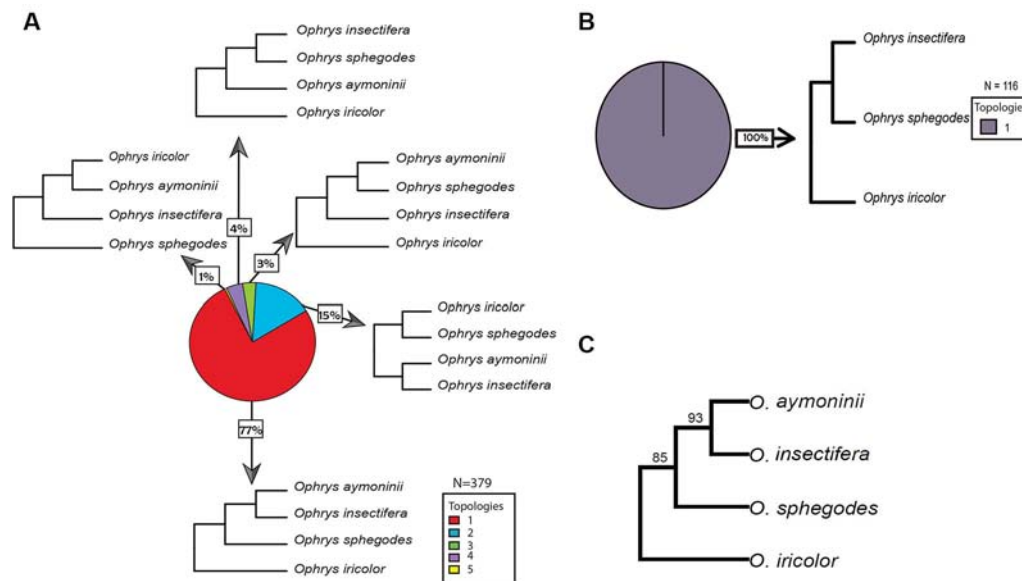 A
Ophrys insectifera
Ophrys sphegodes
Ophrys aymoninii
Ophrys iricolor
Ophrys iricolor
Ophrys aymoninii
Ophrys insectifera
Ophrys sphegodes
Ophrys aymoninii
Ophrys sphegodes
Ophrys insectifera
Ophrys iricolor
4%
3%
1%
15%
Ophrys iricolor
Ophrys sphegodes
Ophrys aymoninii
Ophrys insectifera
77%
Ophrys aymoninii
Ophrys insectifera
Ophrys sphegodes
Ophrys iricolor
N=379
Topologies
1
2
3
4
5
B
100%
Ophrys insectifera
Ophrys sphegodes
Ophrys iricolor
N = 116
Topologie
1
C
93
85
O. aymoninii
O. insectifera
O. sphegodes
O. iricolor